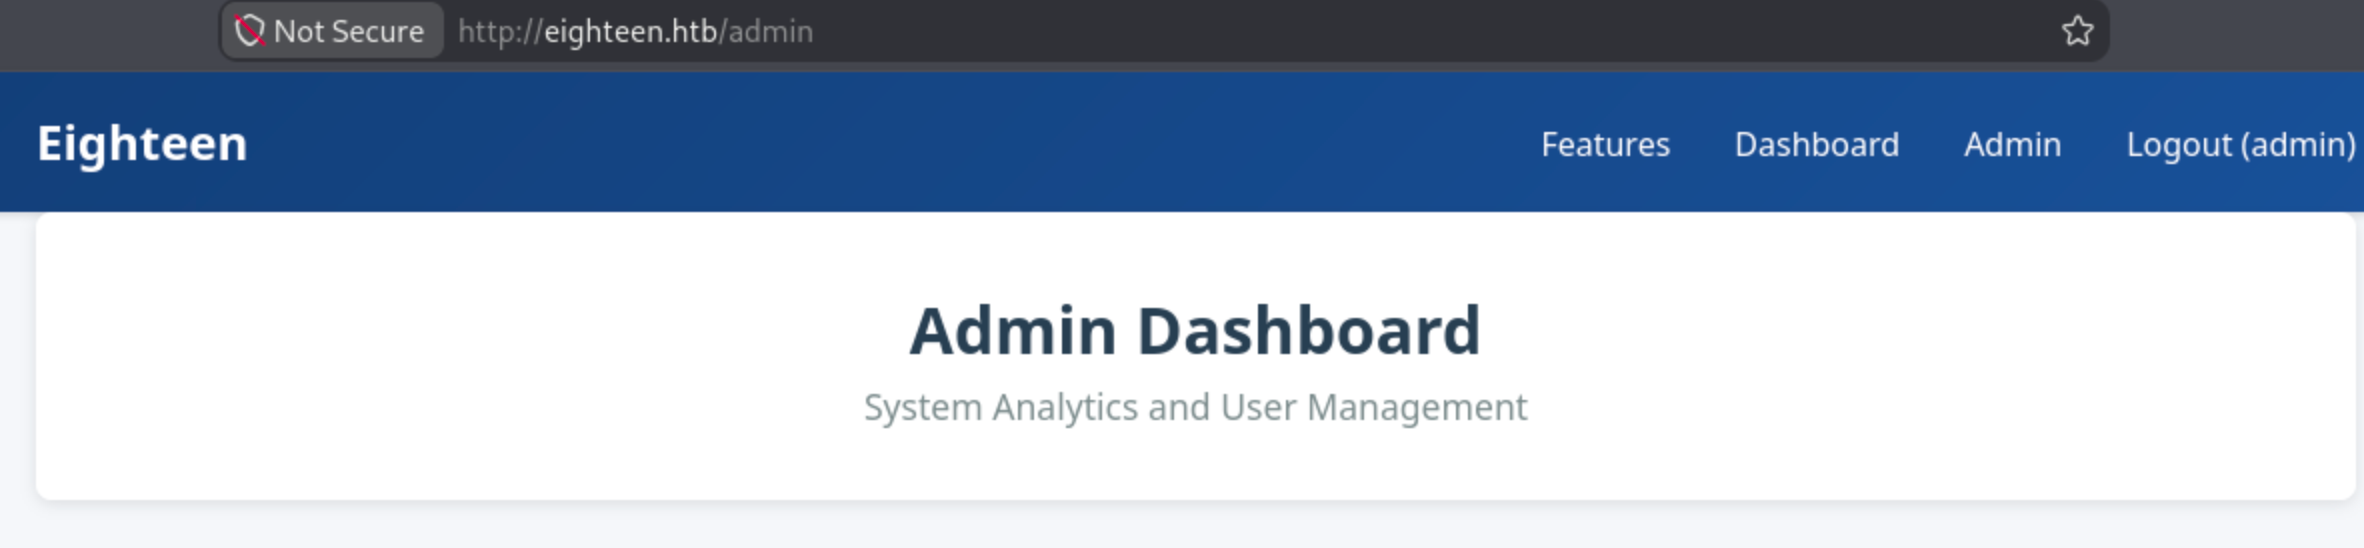 Not Secure http://eighteen.htb/admin
Eighteen Features Dashboard Admin Logout (admin)
Admin Dashboard
System Analytics and User Management